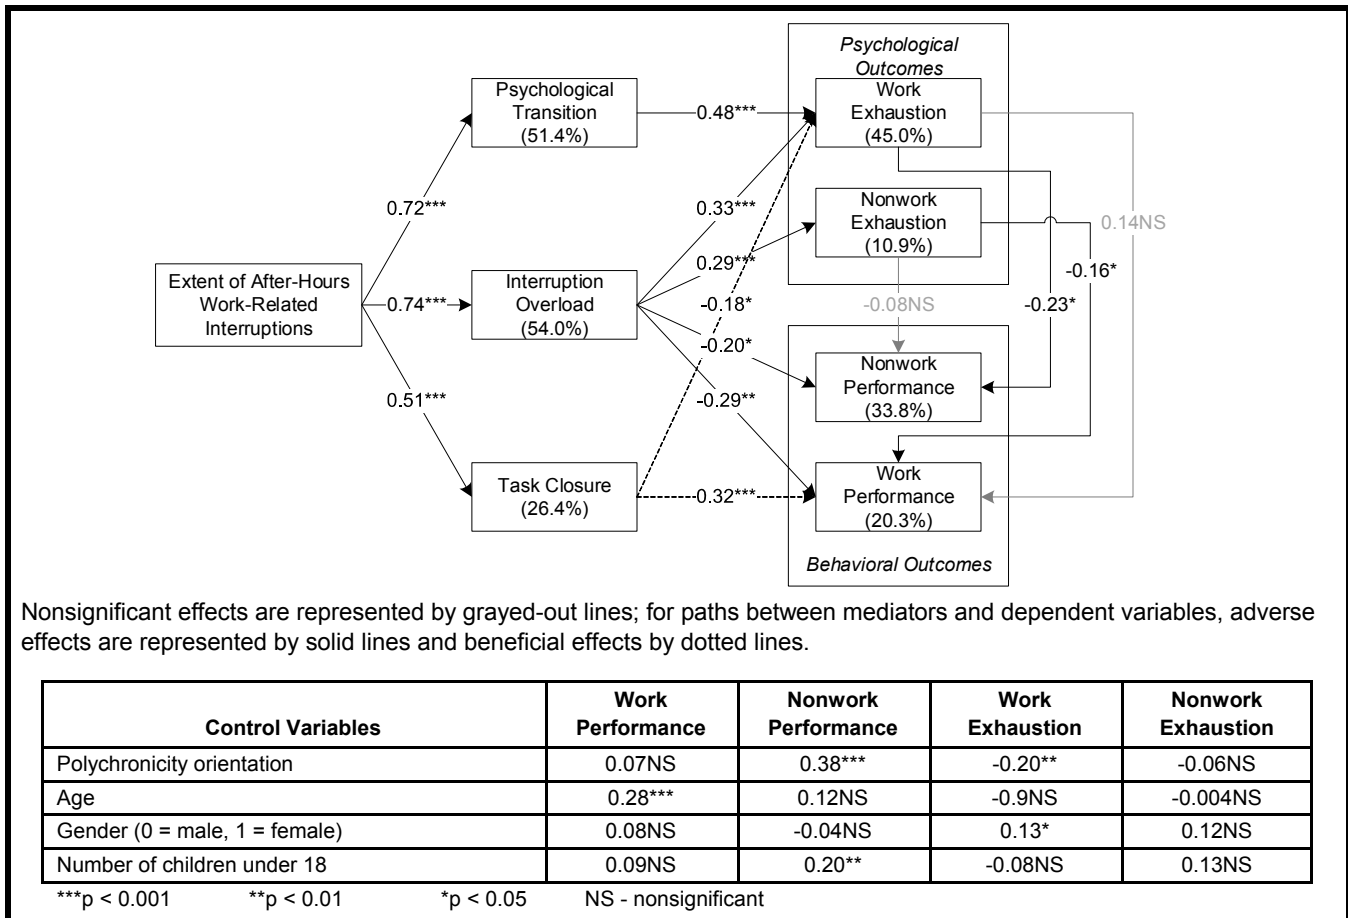 Psychological
Outcomes
Psychological
Transition
(51.4%)
0.48***
Work
Exhaustion
(45.0%)
0.72***
0.33***
Nonwork
Exhaustion
(10.9%)
0.14NS
Extent of After-Hours
Work-Related
Interruptions
0.74***
Interruption
Overload
(54.0%)
0.29***
-0.16*
-0.18*
-0.08NS
-0.23*
-0.20*
Nonwork
Performance
(33.8%)
0.51***
-0.29**
Task Closure
(26.4%)
0.32***
Work
Performance
(20.3%)
Behavioral Outcomes
Nonsignificant effects are represented by grayed-out lines; for paths between mediators and dependent variables, adverse
effects are represented by solid lines and beneficial effects by dotted lines.
Control Variables Work Performance Nonwork Performance Work Exhaustion Nonwork Exhaustion
Polychronicity orientation 0.07NS 0.38*** -0.20** -0.06NS
Age 0.28*** 0.12NS -0.9NS -0.004NS
Gender (0 = male, 1 = female) 0.08NS -0.04NS 0.13* 0.12NS
Number of children under 18 0.09NS 0.20** -0.08NS 0.13NS
***p < 0.001 **p < 0.01 *p < 0.05 NS - nonsignificant